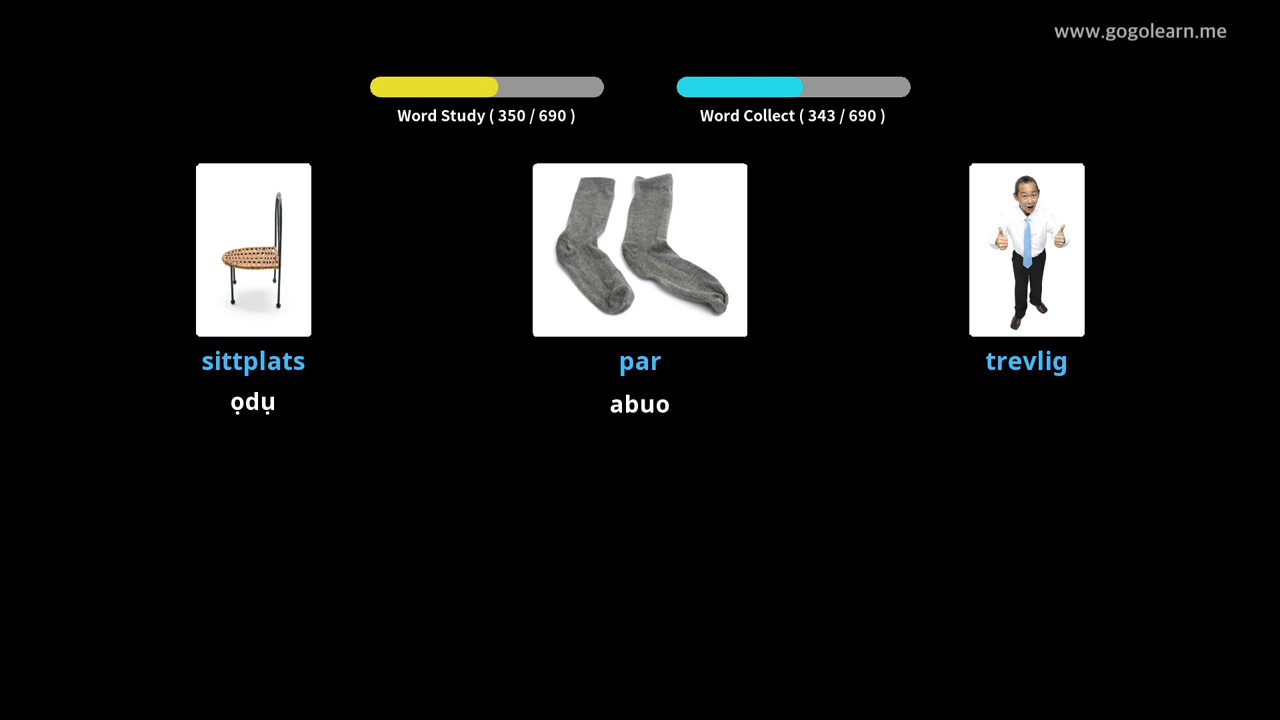 www.gogolearn.me
Word Study ( 350 / 690 )
Word Collect ( 343 / 690 )
sittplats
par
trevlig
ọdụ
abuo